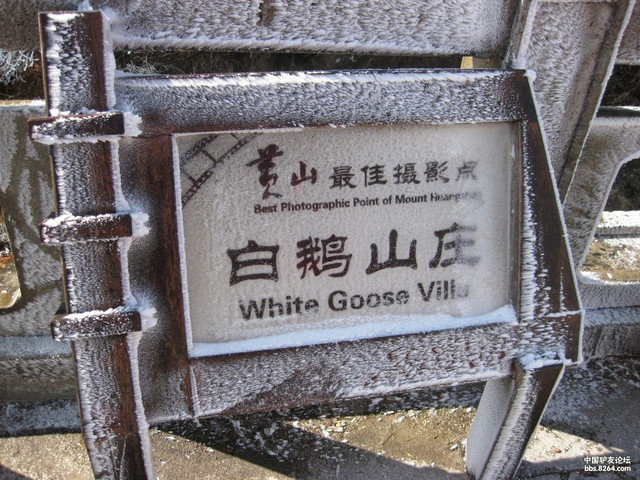 黄山 最佳摄影点
Best Photographic Point of Mount Huangshan
白鹅山庄
White Goose Villa
中国驴友论坛
bbs.8264.com